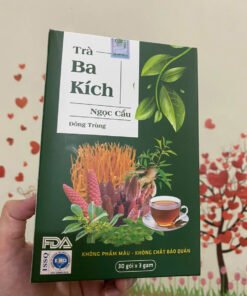 Trà
Ba
Kích
Ngọc Cẩu
Đông Trùng
FDA
KHÔNG PHẨM MÀU - KHÔNG CHẤT BẢO QUẢN
30 gói x 3 gam